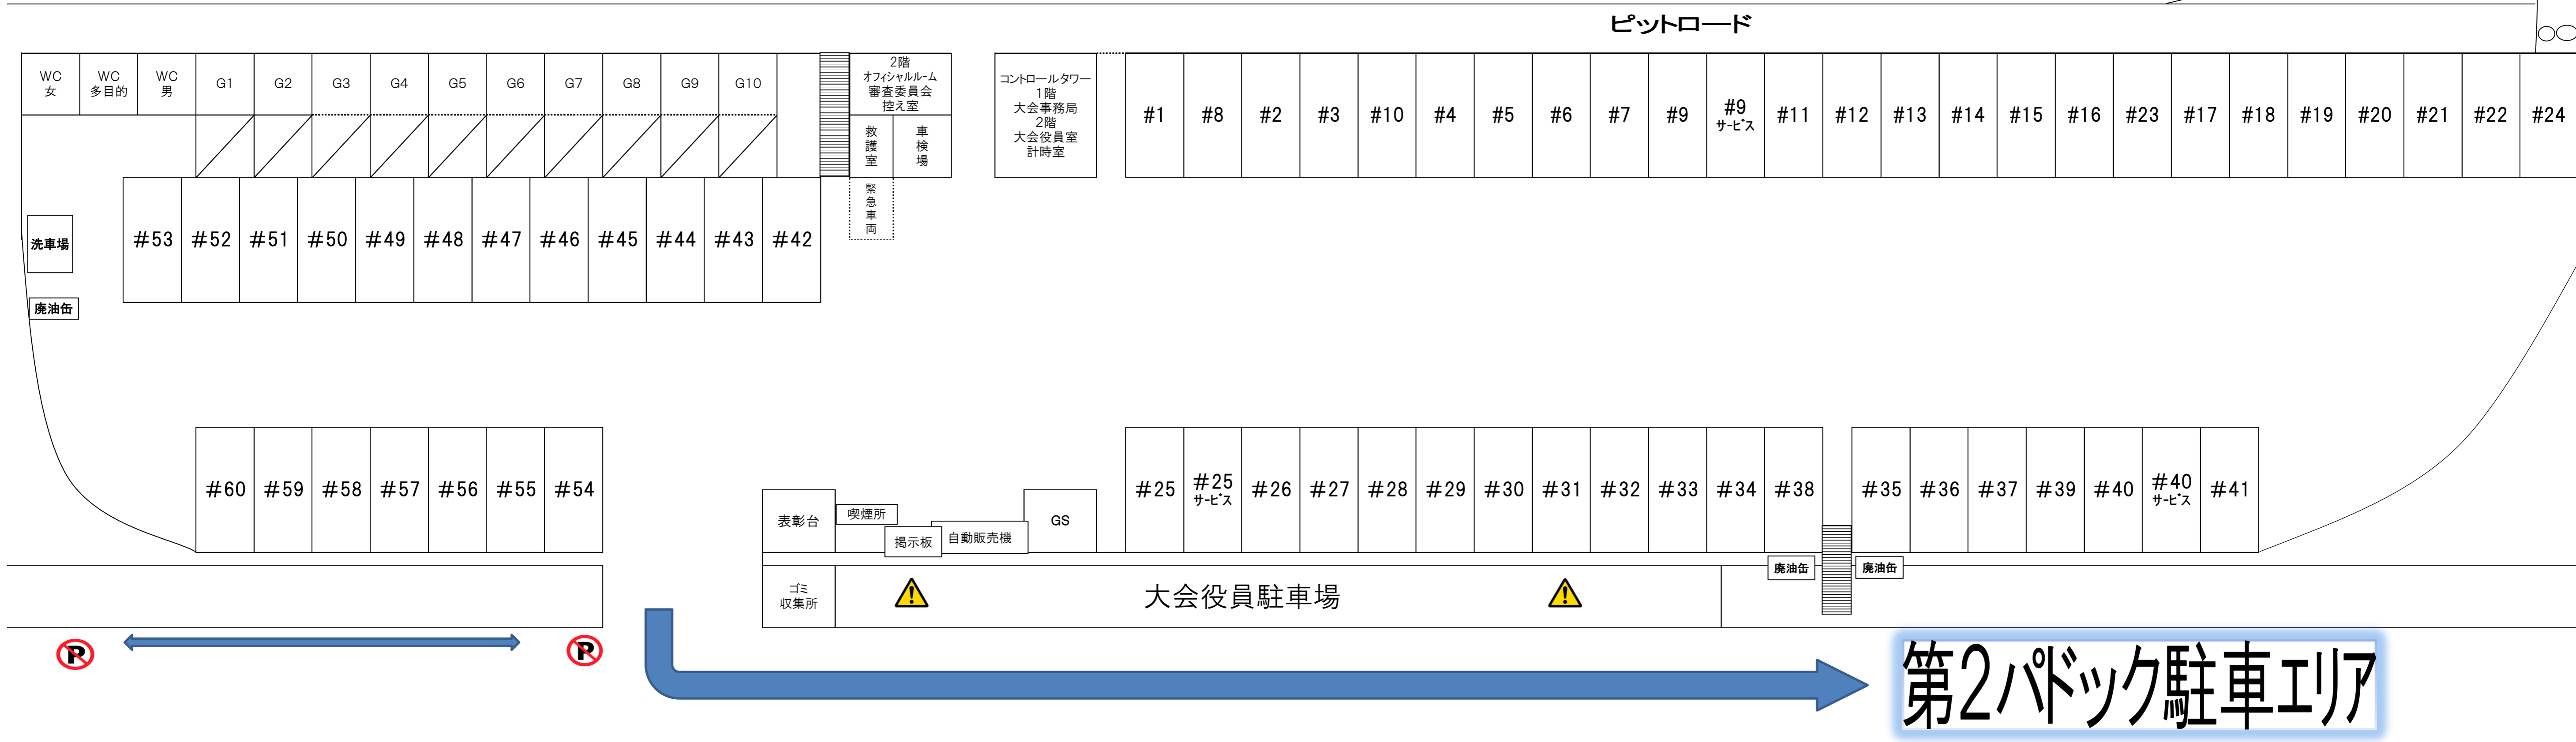 ピットロード
WC
女
WC
多目的
WC
男
G1
G2
G3
G4
G5
G6
G7
G8
G9
G10
2階
オフィシャルルーム
審査委員会
控え室
救護室
車検場
緊急車両
コントロールタワー
1階
大会事務局
2階
大会役員室
計時室
#1
#8
#2
#3
#10
#4
#5
#6
#7
#9
#9
サービス
#11
#12
#13
#14
#15
#16
#23
#17
#18
#19
#20
#21
#22
#24
洗車場
廃油缶
#53
#52
#51
#50
#49
#48
#47
#46
#45
#44
#43
#42
#60
#59
#58
#57
#56
#55
#54
表彰台
喫煙所
掲示板
自動販売機
GS
#25
#25
サービス
#26
#27
#28
#29
#30
#31
#32
#33
#34
#38
#35
#36
#37
#39
#40
#40
サービス
#41
ゴミ
収集所
!
大会役員駐車場
!
廃油缶
廃油缶
P
P
第2パドック駐車エリア